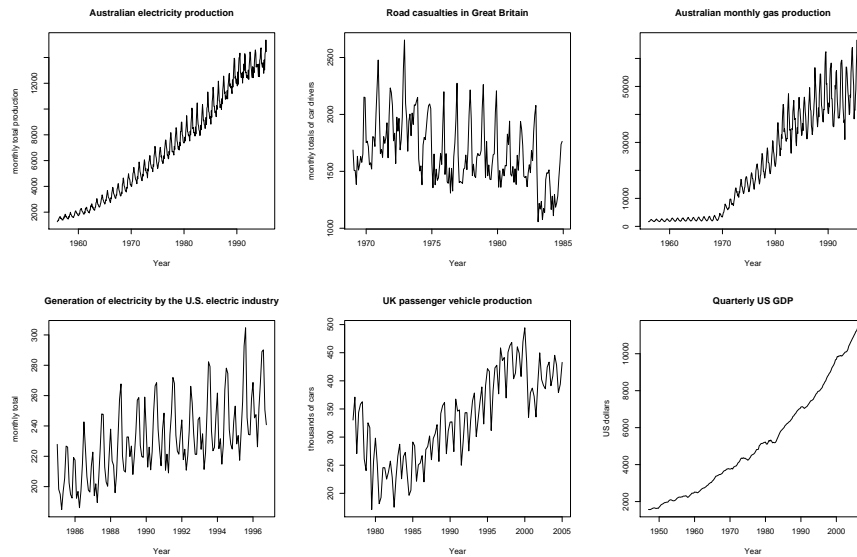 Australian electricity production
monthly total production
2000 4000 6000 8000 12000
1960 1970 1980 1990
Year
Road casualties in Great Britain
monthly totals of car drivers
1000 1500 2000 2500
1970 1975 1980 1985
Year
Australian monthly gas production
0 10000 30000 50000
1960 1970 1980 1990
Year
Generation of electricity by the U.S. electric industry
monthly total
200 220 240 260 280 300
1986 1988 1990 1992 1994 1996
Year
UK passenger vehicle production
thousands of cars
200 250 300 350 400 450 500
1980 1985 1990 1995 2000 2005
Year
Quarterly US GDP
US dollars
2000 4000 6000 8000 10000
1950 1960 1970 1980 1990 2000
Year